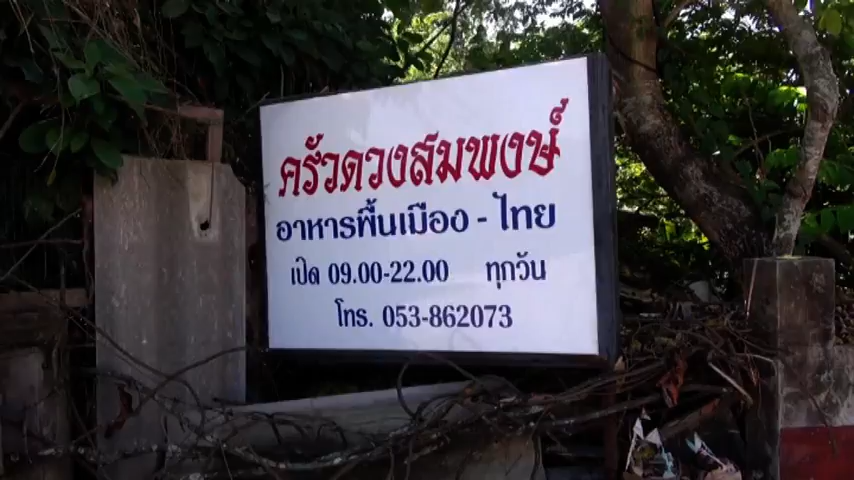 ครัวดวงสมพงษ์
อาหารพื้นเมือง - ไทย
เปิด 09.00-22.00 ทุกวัน
โทร. 053-862073